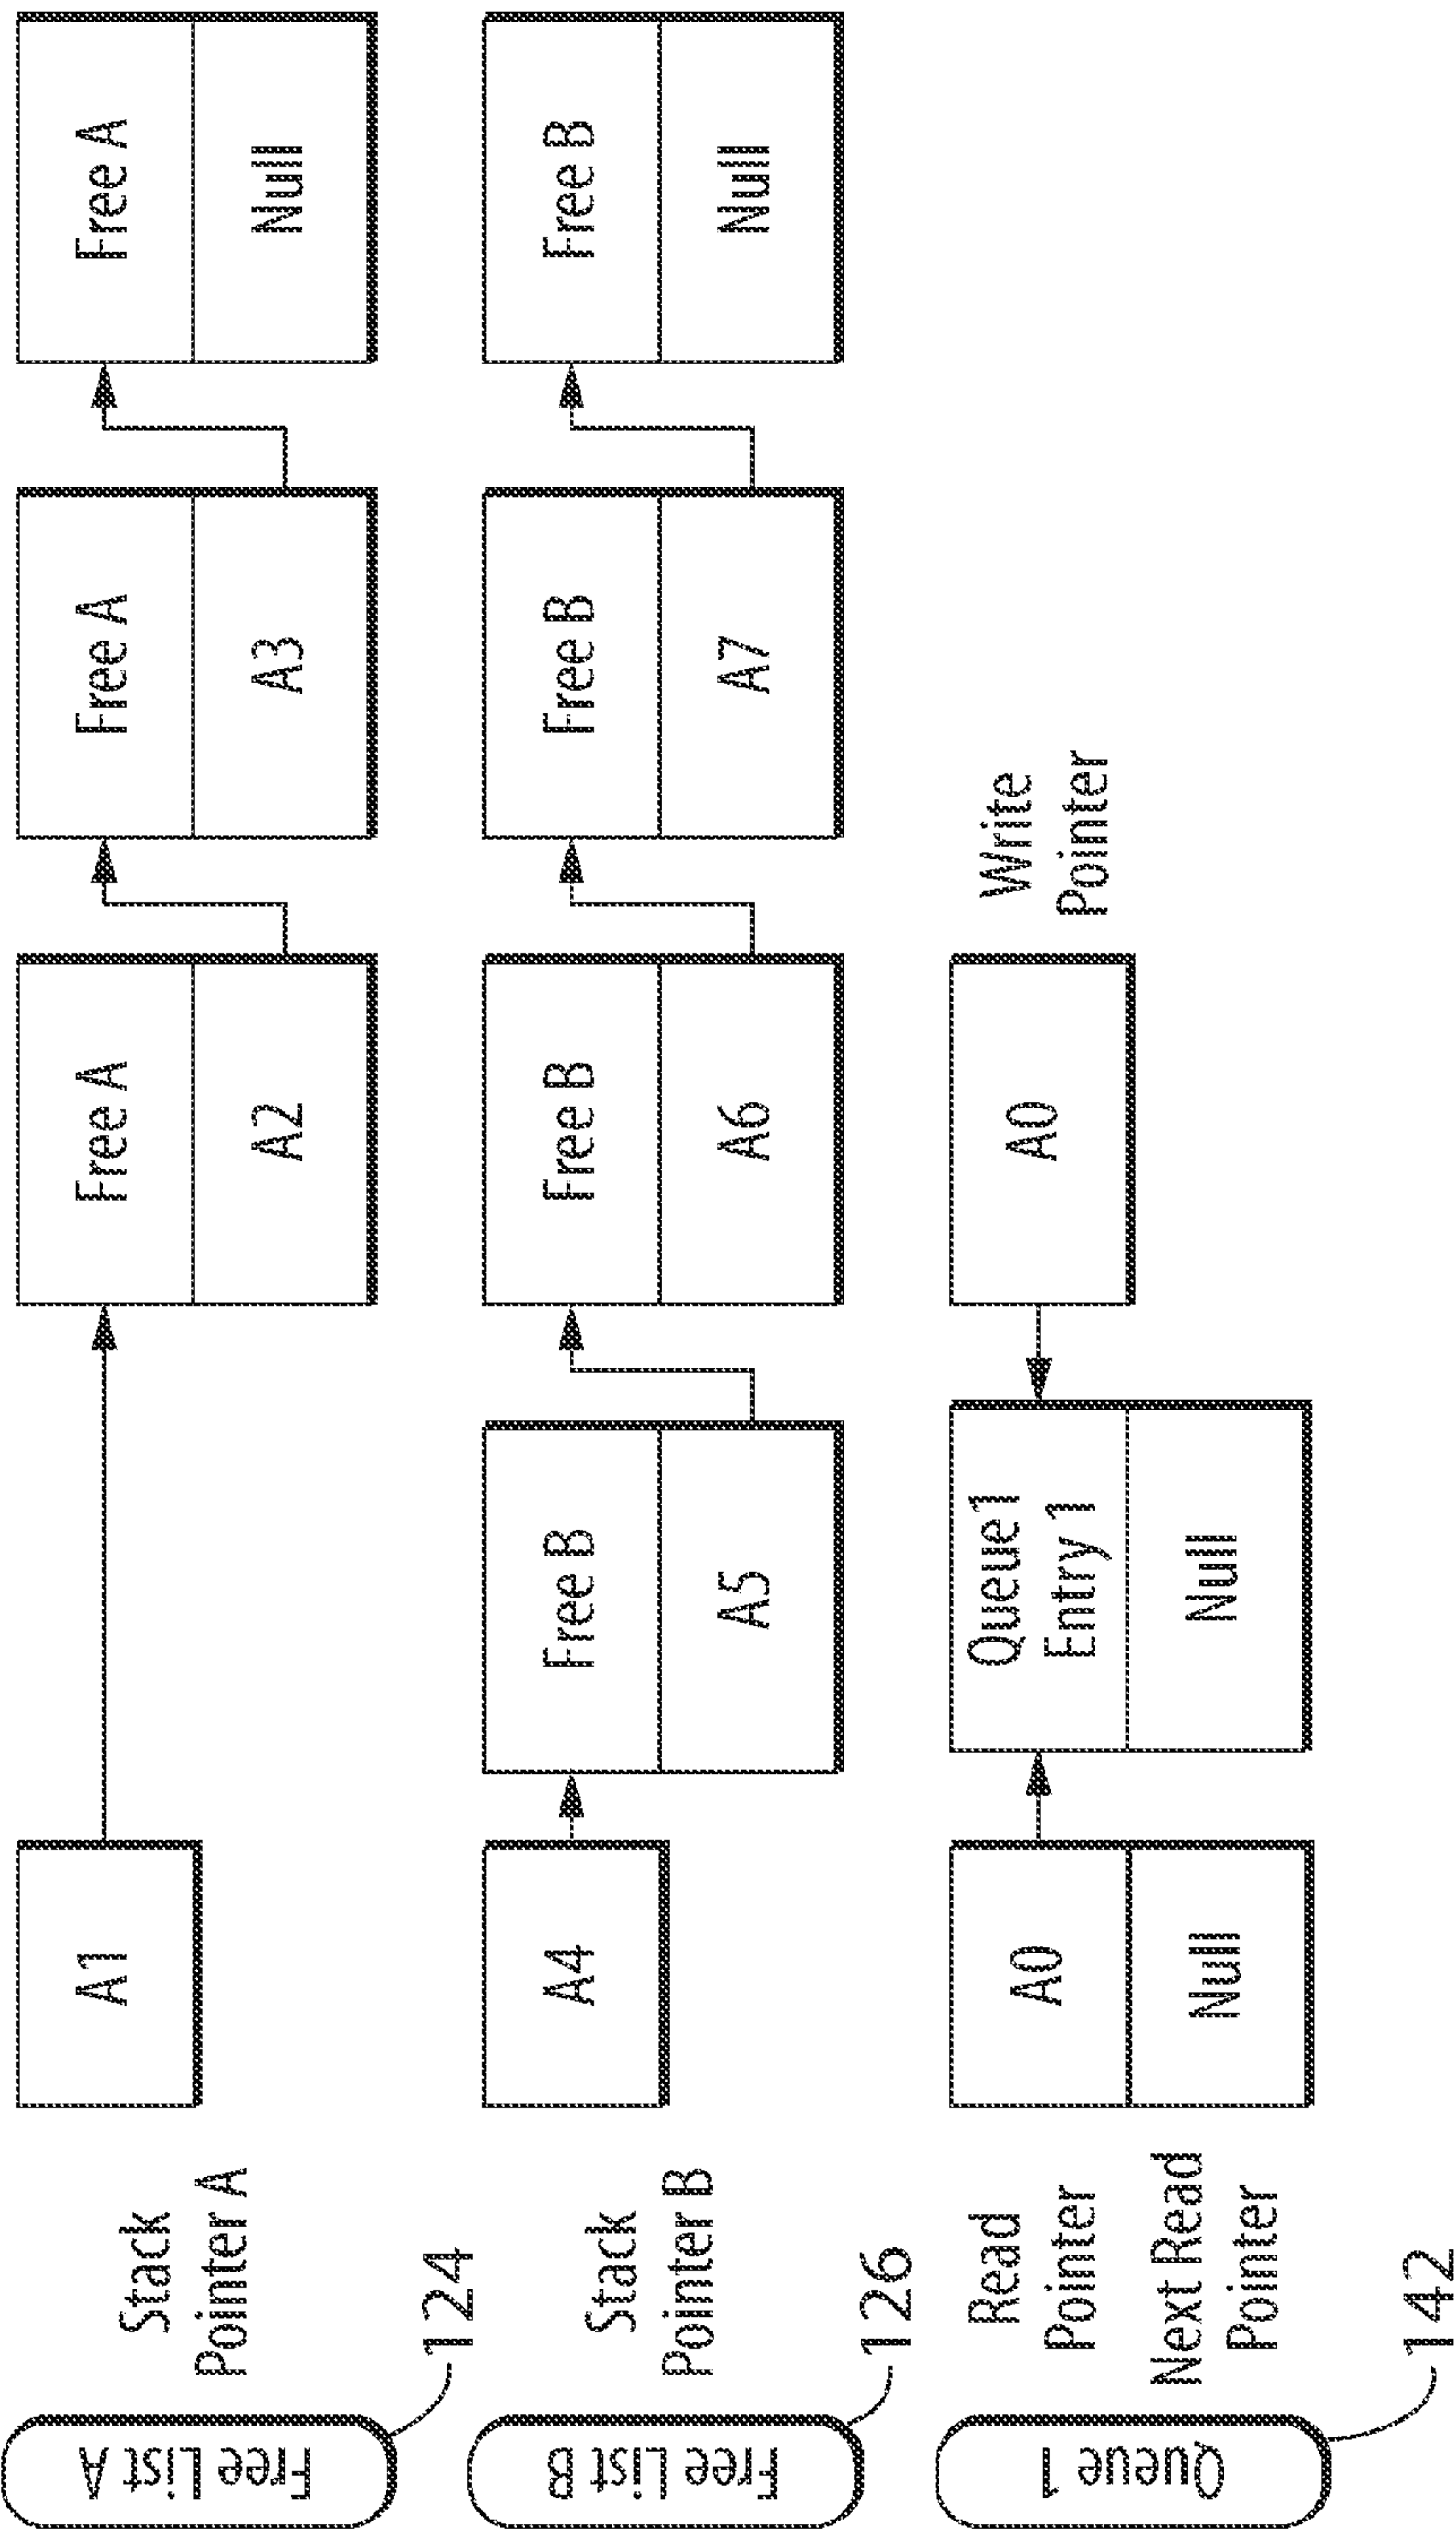 Free List A
124
Stack
Pointer A
A1
Free A
A2
Free A
A3
Free A
Null
Free List B
126
Stack
Pointer B
A4
Free B
A5
Free B
A6
Free B
A7
Free B
Null
Queue 1
142
Read
Pointer
Next Read
Pointer
A0
Null
Queue1
Entry 1
Null
A0
Write
Pointer